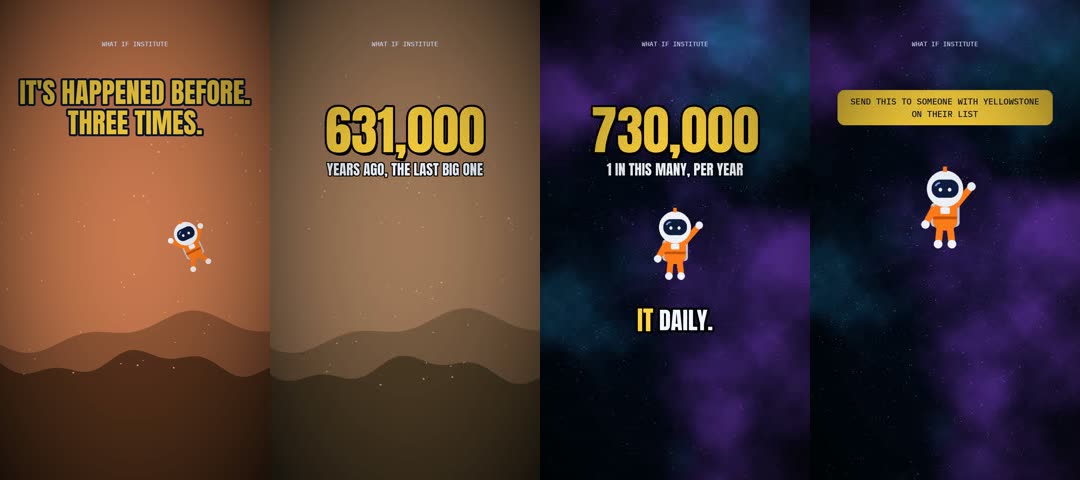 WHAT IF INSTITUTE
IT'S HAPPENED BEFORE.
THREE TIMES.
WHAT IF INSTITUTE
631,000
YEARS AGO, THE LAST BIG ONE
WHAT IF INSTITUTE
730,000
1 IN THIS MANY, PER YEAR
IT DAILY.
WHAT IF INSTITUTE
SEND THIS TO SOMEONE WITH YELLOWSTONE
ON THEIR LIST